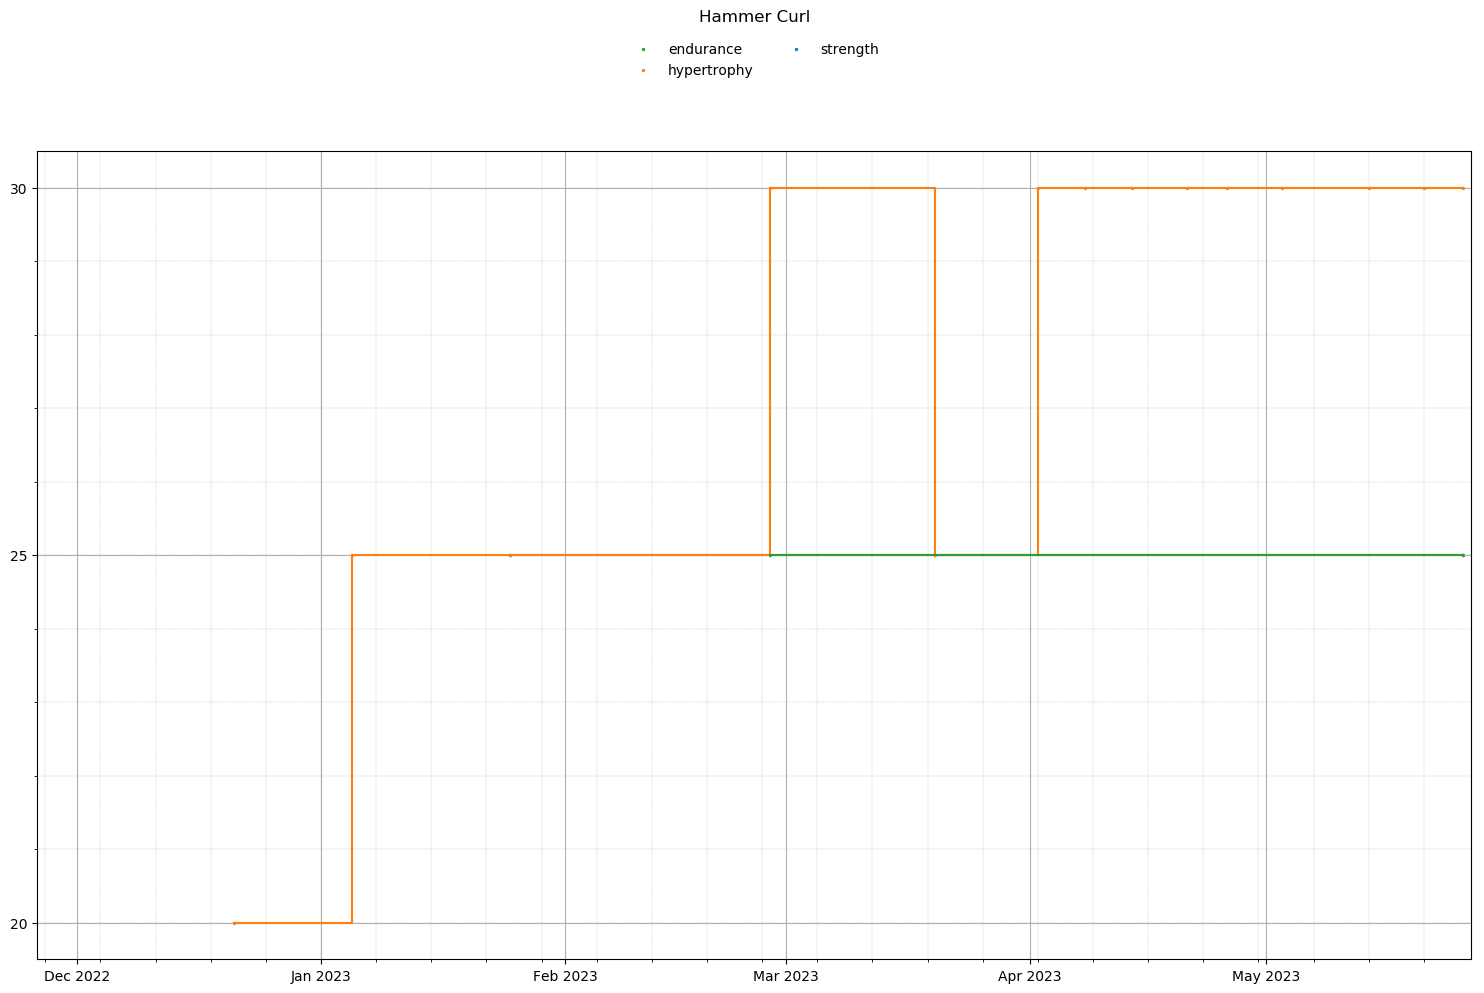 Hammer Curl
endurance
hypertrophy
strength
30
25
20
Dec 2022
Jan 2023
Feb 2023
Mar 2023
Apr 2023
May 2023